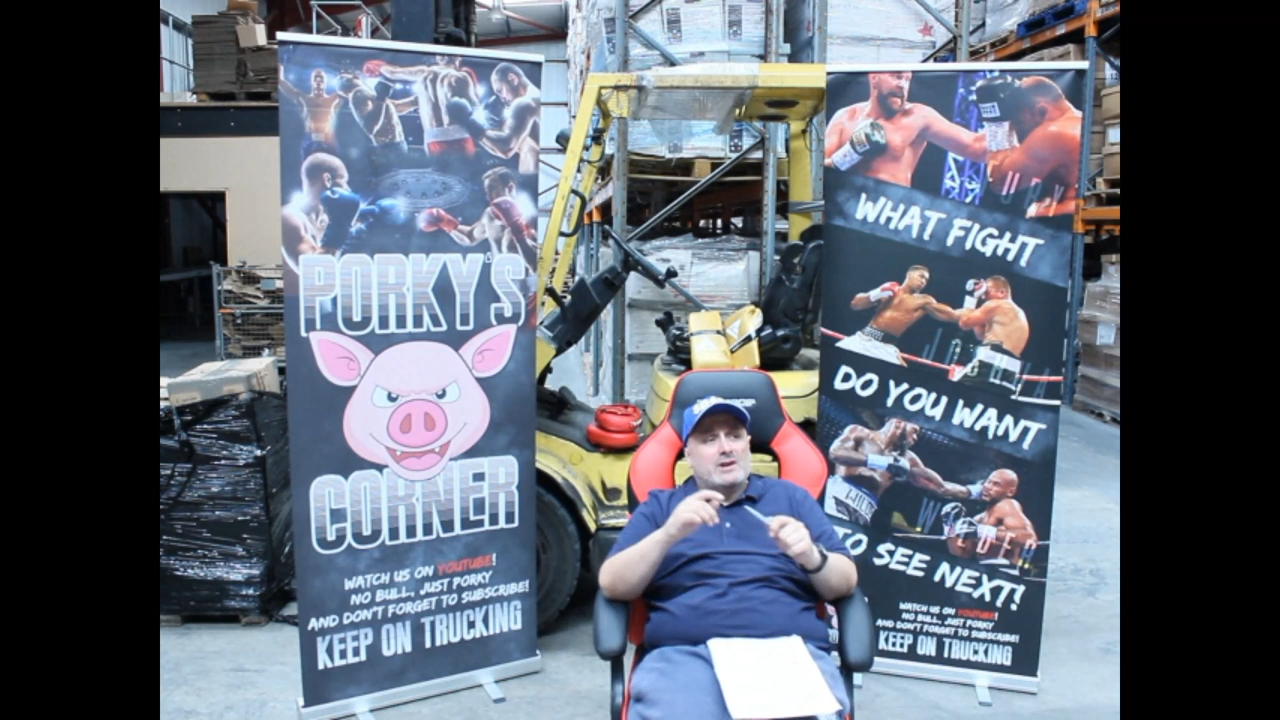 PORKY'S
CORNER
WATCH US ON YOUTUBE!
NO BULL, JUST PORKY
AND DON'T FORGET TO SUBSCRIBE!
KEEP ON TRUCKING
WHAT FIGHT
DO YOU WANT
TO SEE NEXT!
WATCH US ON YOUTUBE!
NO BULL, JUST PORKY
AND DON'T FORGET TO SUBSCRIBE!
KEEP ON TRUCKING